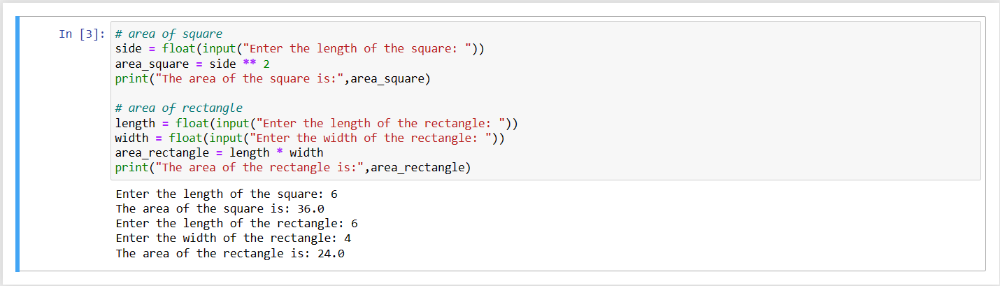 In [3]: # area of square
side = float(input("Enter the length of the square: "))
area_square = side ** 2
print("The area of the square is:",area_square)
# area of rectangle
length = float(input("Enter the length of the rectangle: "))
width = float(input("Enter the width of the rectangle: "))
area_rectangle = length * width
print("The area of the rectangle is:",area_rectangle)
Enter the length of the square: 6
The area of the square is: 36.0
Enter the length of the rectangle: 6
Enter the width of the rectangle: 4
The area of the rectangle is: 24.0